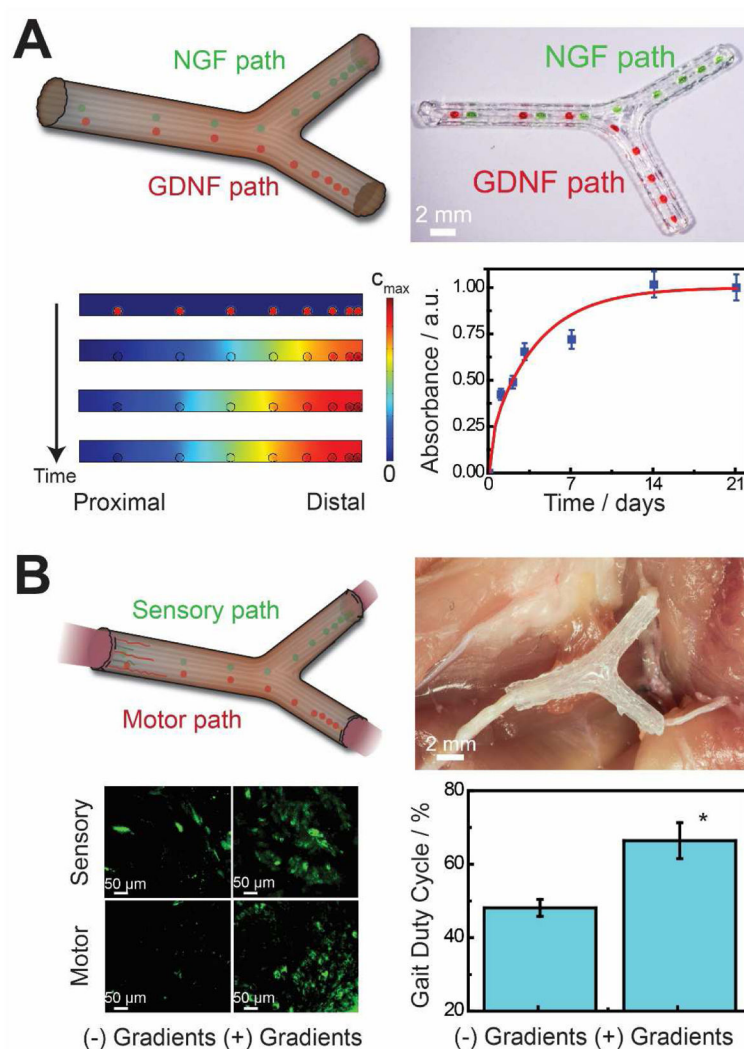 A
NGF path
GDNF path
NGF path
GDNF path
2 mm
cmax
0
Time
Proximal
Distal
Absorbance / a.u.
1.00
0.75
0.50
0.25
0.00
0
7
14
21
Time / days
B
Sensory path
Motor path
2 mm
Sensory
50 µm
50 µm
Motor
50 µm
50 µm
(-) Gradients (+) Gradients
Gait Duty Cycle / %
80
60
40
20
*
(-) Gradients (+) Gradients